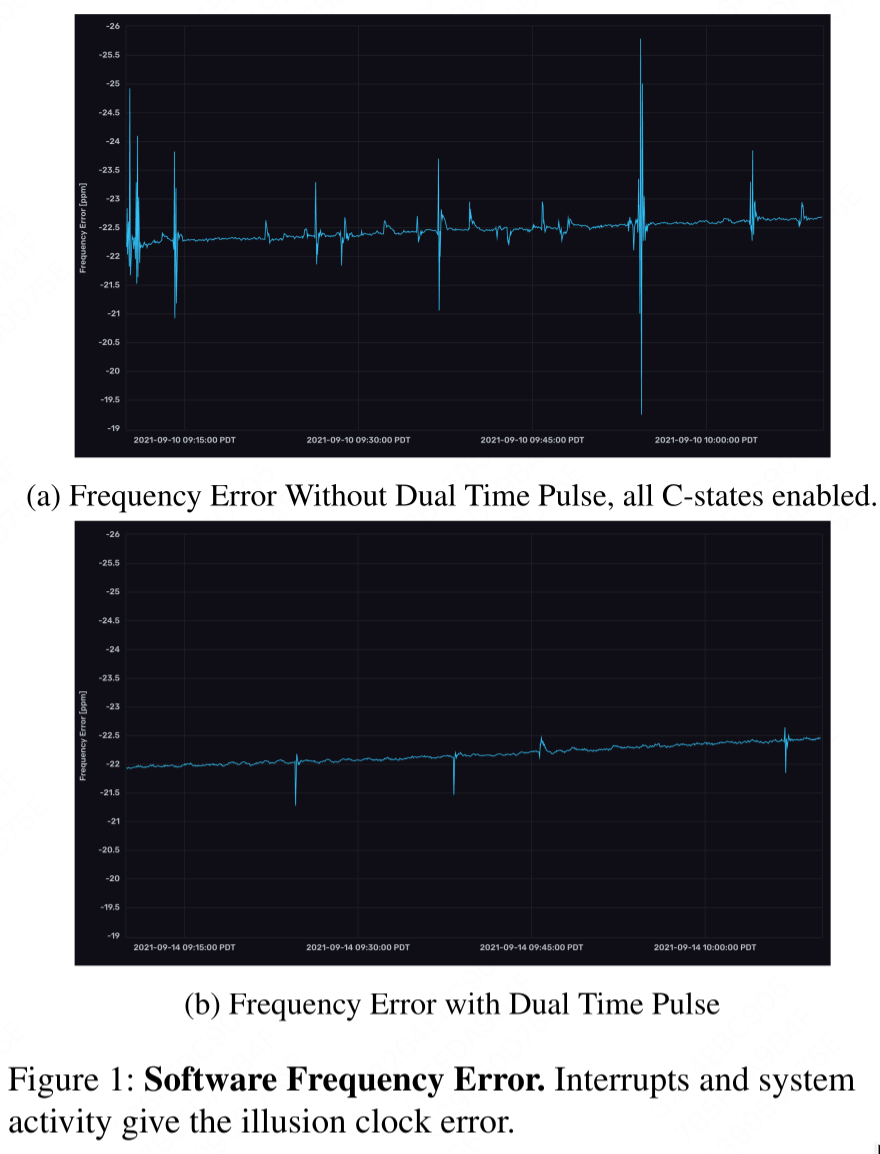 -26
-25.5
-25
-24.5
-24
-23.5
-23
-22.5
-22
-21.5
-21
-20.5
-20
-19.5
-19
Frequency Error [ppm]
2021-09-10 09:15:00 PDT
2021-09-10 09:30:00 PDT
2021-09-10 09:45:00 PDT
2021-09-10 10:00:00 PDT
(a) Frequency Error Without Dual Time Pulse, all C-states enabled.
-26
-25.5
-25
-24.5
-24
-23.5
-23
-22.5
-22
-21.5
-21
-20.5
-20
-19.5
-19
Frequency Error [ppm]
2021-09-14 09:15:00 PDT
2021-09-14 09:30:00 PDT
2021-09-14 09:45:00 PDT
2021-09-14 10:00:00 PDT
(b) Frequency Error with Dual Time Pulse
Figure 1: Software Frequency Error. Interrupts and system
activity give the illusion clock error.